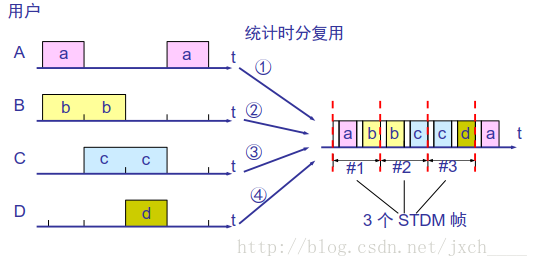 用户
统计时分复用
A a a t ①
B b b t ②
C c c t ③
D d t ④
a b b c c d a t
#1 #2 #3
3 个 STDM 帧
http://blog.csdn.net/jxch____